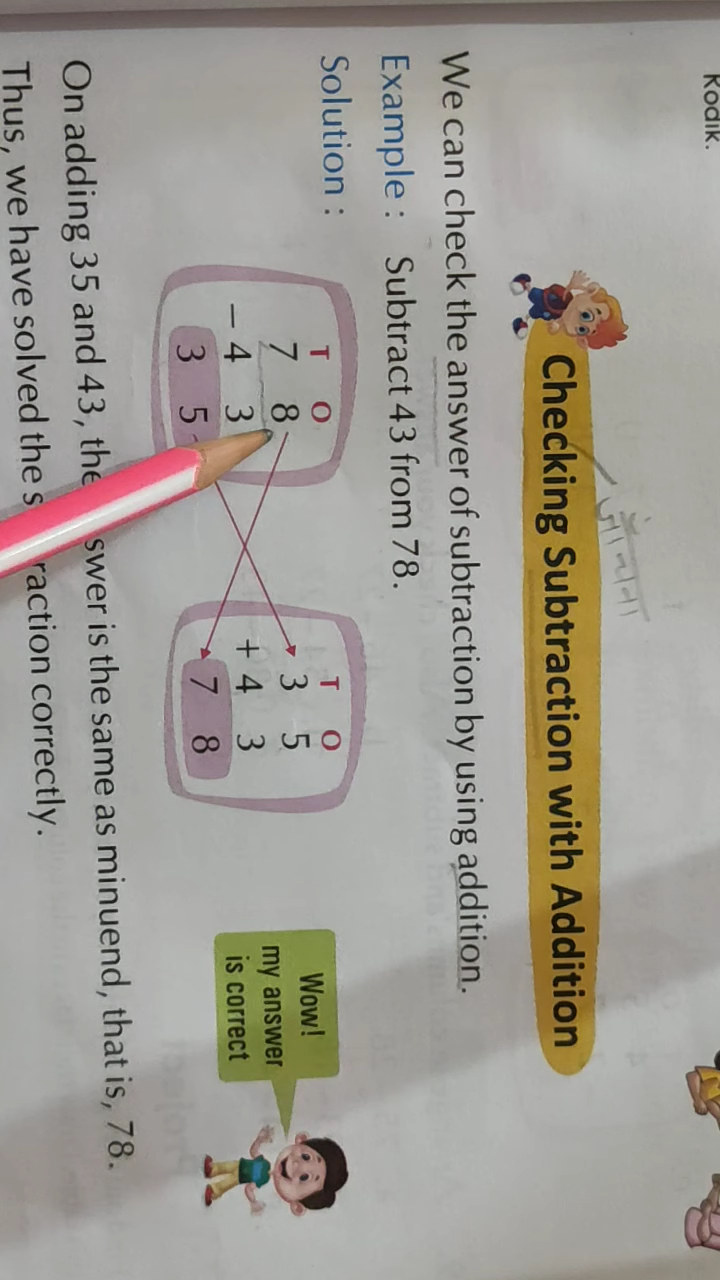 Kodik.
जाँचना
Checking Subtraction with Addition
We can check the answer of subtraction by using addition.
Example : Subtract 43 from 78.
Solution :
T O
7 8
– 4 3
3 5
T O
3 5
+ 4 3
7 8
Wow!
my answer
is correct
On adding 35 and 43, the swer is the same as minuend, that is, 78.
Thus, we have solved the s raction correctly.